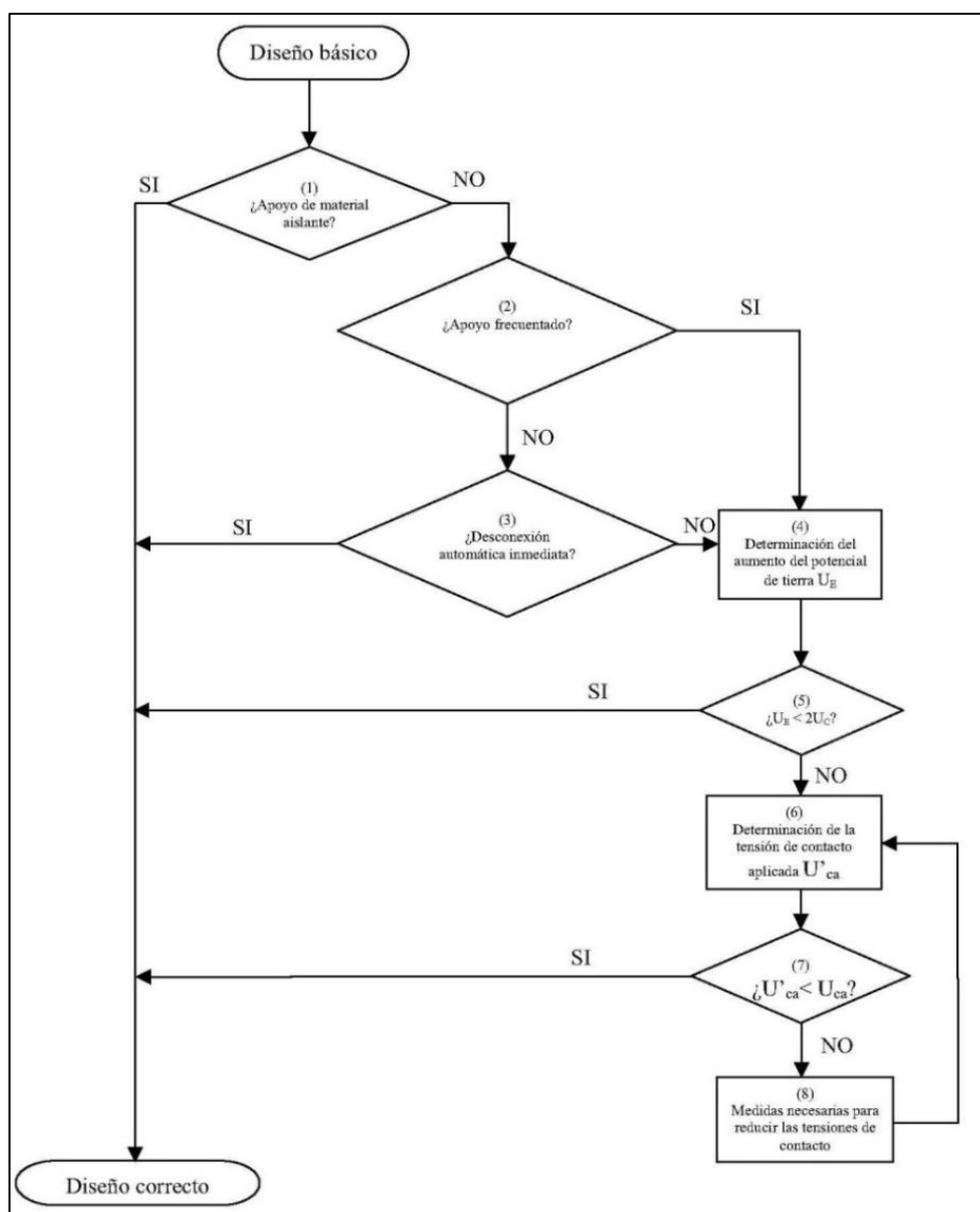 Diseño básico
SI
NO
(1)
¿Apoyo de material
aislante?
(2)
¿Apoyo frecuentado?
SI
NO
SI
(3)
¿Desconexión
automática inmediata?
NO
(4)
Determinación del
aumento del potencial
de tierra U_E
SI
(5)
¿U_E < 2U_C?
NO
(6)
Determinación de la
tensión de contacto
aplicada U'_ca
SI
(7)
¿U'_ca< U_ca?
NO
(8)
Medidas necesarias para
reducir las tensiones de
contacto
Diseño correcto